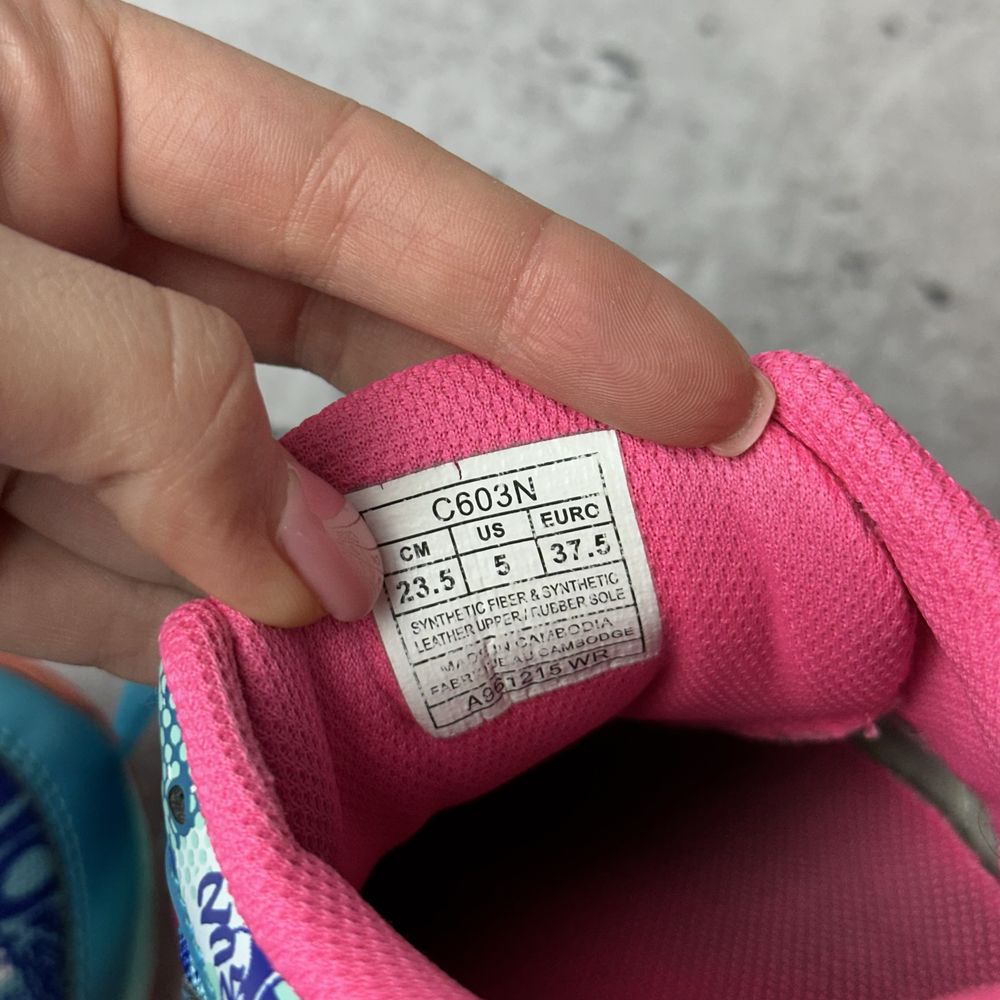 C603N
CM US EURO
23.5 5 37.5
SYNTHETIC FIBER & SYNTHETIC
LEATHER UPPER / RUBBER SOLE
MADE IN CAMBODIA
FABRIQUE AU CAMBODGE
A961215 WR